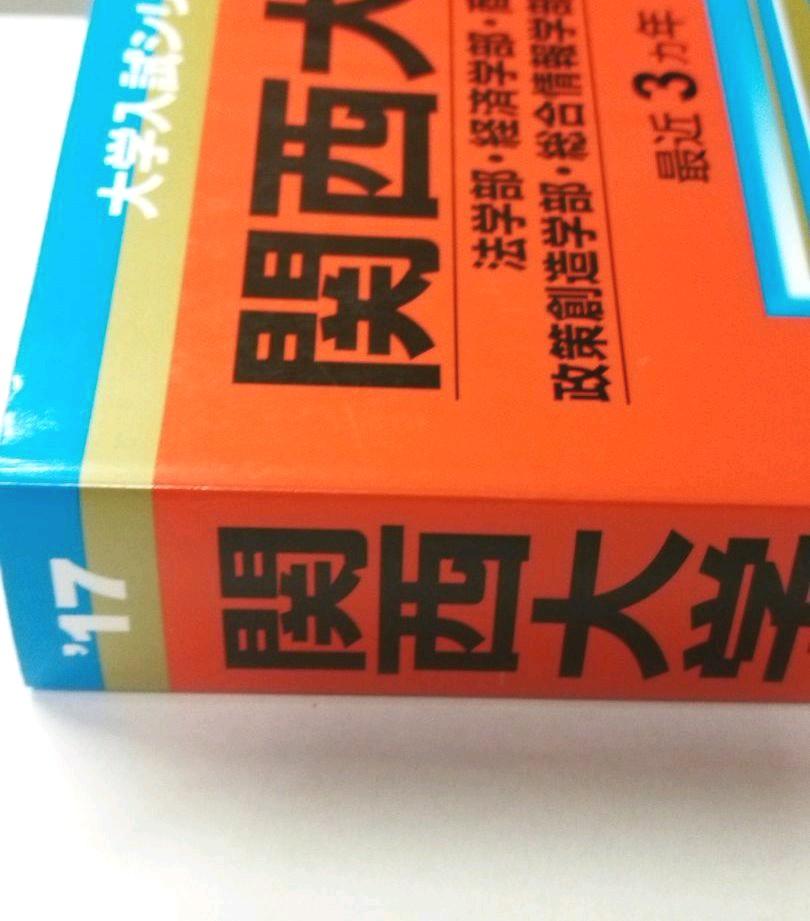 大学入試シリ
関西大
法学部・経済学部・商
政策創造学部・総合情報学部
最近3カ年
'17
関西大学